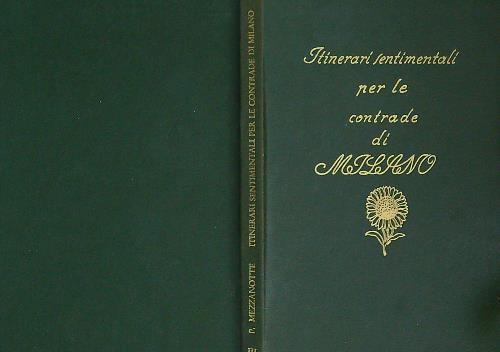 Itinerari sentimentali
per le
contrade
di
MILANO
P. MEZZANOTTE ITINERARI SENTIMENTALI PER LE CONTRADE DI MILANO